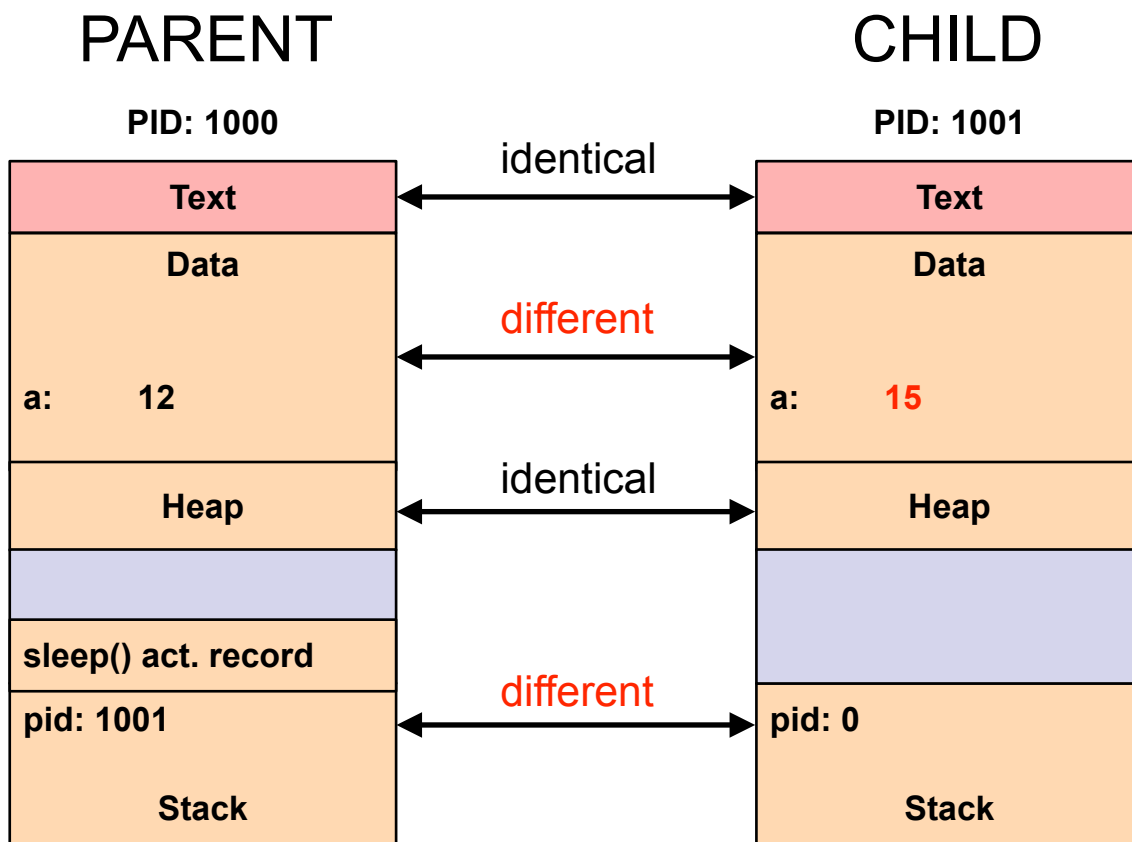 PARENT CHILD
PID: 1000 PID: 1001
identical
Text Text
Data Data
different
a: 12 a: 15
identical
Heap Heap
sleep() act. record
different
pid: 1001 pid: 0
Stack Stack